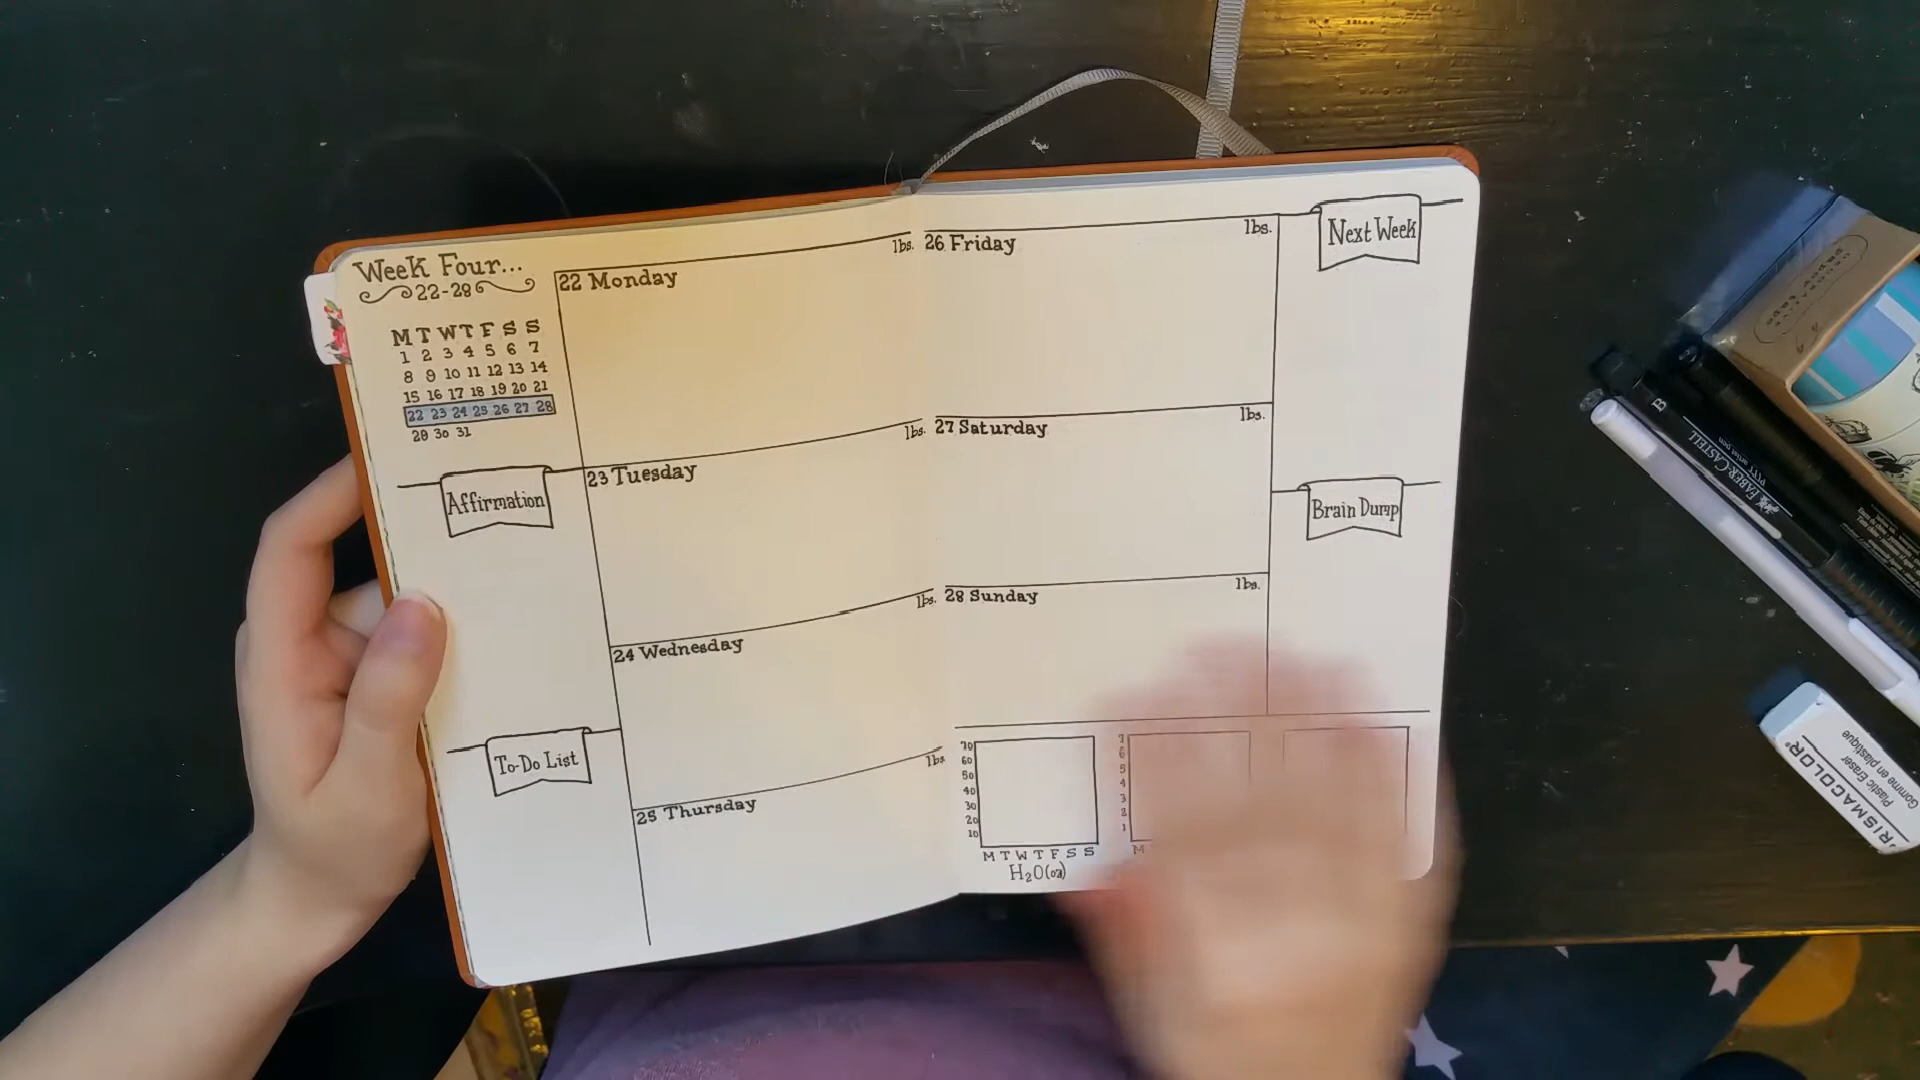 Week Four...
22-28
M T W T F S S
1 2 3 4 5 6 7
8 9 10 11 12 13 14
15 16 17 18 19 20 21
22 23 24 25 26 27 28
29 30 31
Affirmation
To-Do List
22 Monday
lbs.
23 Tuesday
lbs.
24 Wednesday
lbs.
25 Thursday
lbs
26 Friday
lbs.
27 Saturday
lbs.
28 Sunday
lbs.
Next Week
Brain Dump
70
60
50
40
30
20
10
M T W T F S S
H2O(oz)
7
6
5
4
3
2
1
M
B
FABER-CASTELL
PITT artist pen
Plastic Eraser
Gomme en plastique